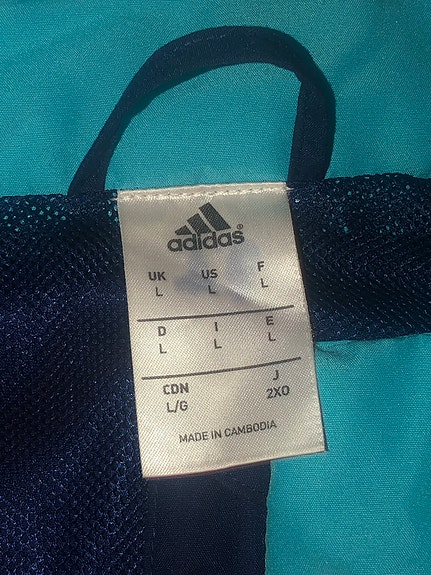 adidas®
UK US F
L L L
D I E
L L L
CDN J
L/G 2XO
MADE IN CAMBODIA